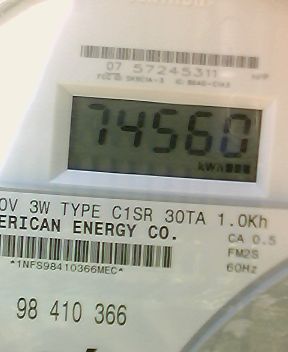 07 57245311
74560
kWh
0V 3W TYPE C1SR 30TA 1.0Kh
ERICAN ENERGY CO.
CA 0.5
FM2S
60Hz
*1NFS98410366MEC*
98 410 366